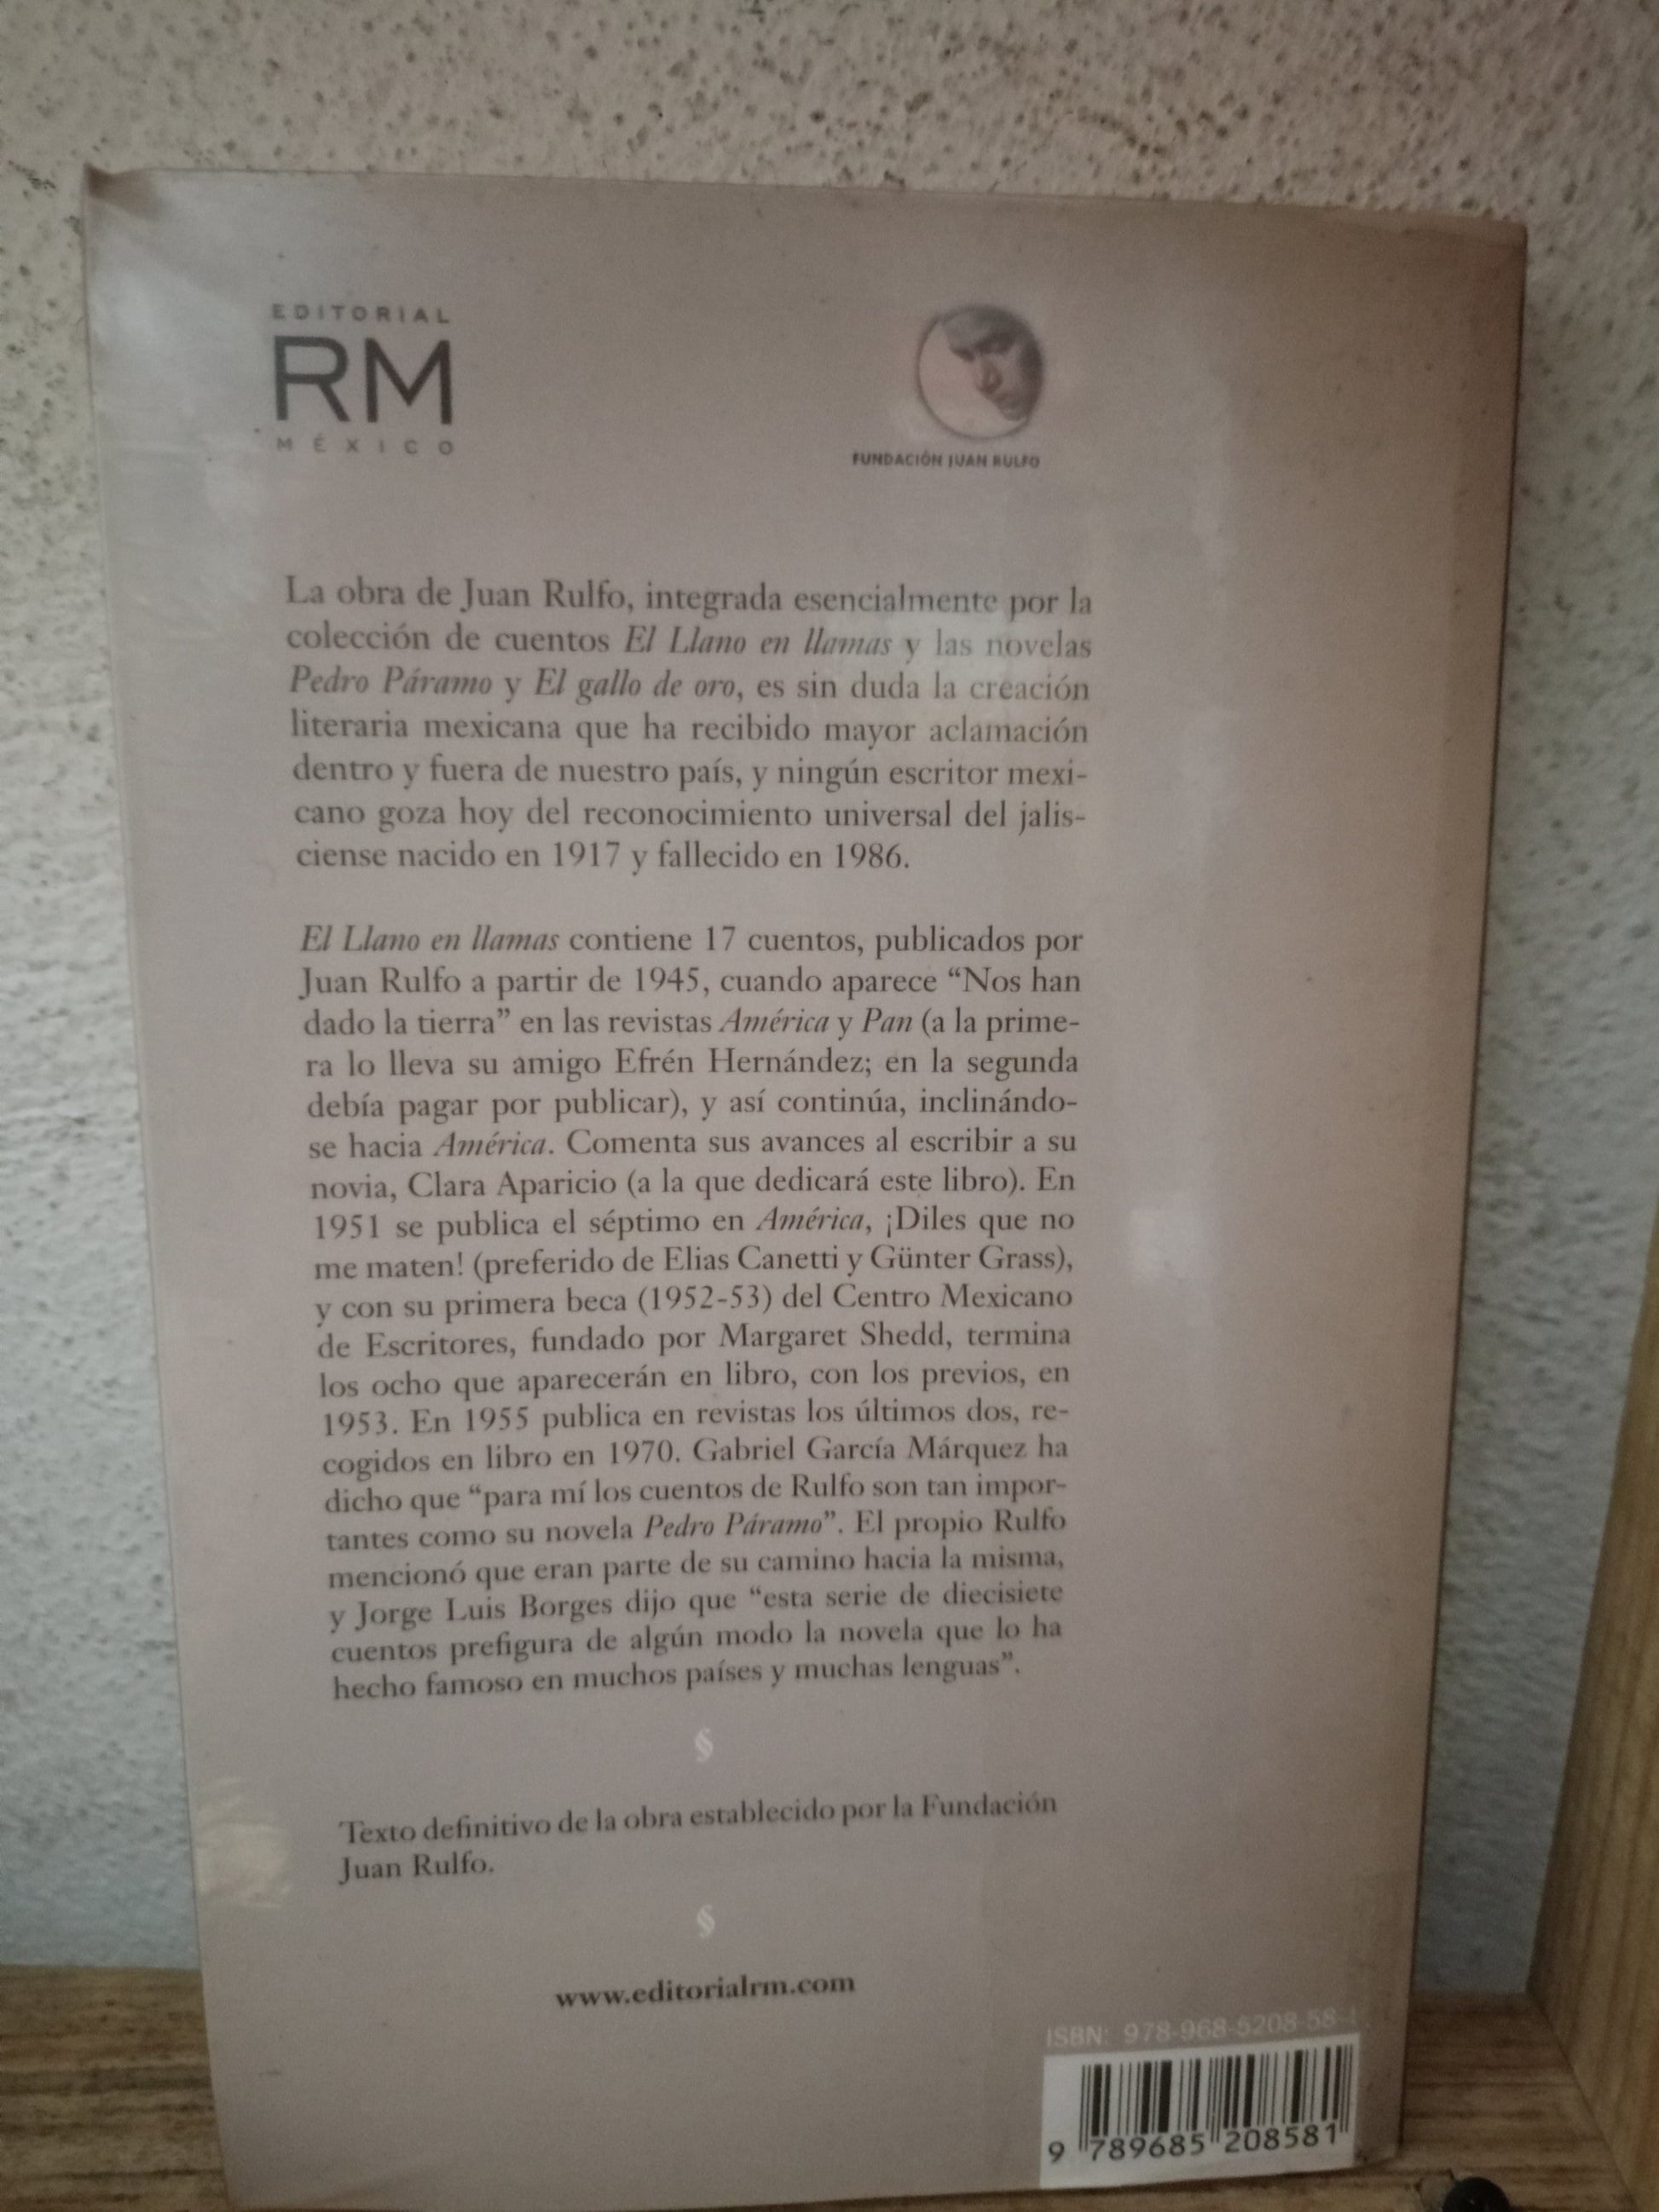 EDITORIAL
RM
MÉXICO
FUNDACIÓN JUAN RULFO
La obra de Juan Rulfo, integrada esencialmente por la
colección de cuentos El Llano en llamas y las novelas
Pedro Páramo y El gallo de oro, es sin duda la creación
literaria mexicana que ha recibido mayor aclamación
dentro y fuera de nuestro país, y ningún escritor mexi-
cano goza hoy del reconocimiento universal del jalis-
ciense nacido en 1917 y fallecido en 1986.
El Llano en llamas contiene 17 cuentos, publicados por
Juan Rulfo a partir de 1945, cuando aparece “Nos han
dado la tierra” en las revistas América y Pan (a la prime-
ra lo lleva su amigo Efrén Hernández; en la segunda
debía pagar por publicar), y así continúa, inclinándo-
se hacia América. Comenta sus avances al escribir a su
novia, Clara Aparicio (a la que dedicará este libro). En
1951 se publica el séptimo en América, ¡Diles que no
me maten! (preferido de Elias Canetti y Günter Grass),
y con su primera beca (1952-53) del Centro Mexicano
de Escritores, fundado por Margaret Shedd, termina
los ocho que aparecerán en libro, con los previos, en
1953. En 1955 publica en revistas los últimos dos, re-
cogidos en libro en 1970. Gabriel García Márquez ha
dicho que “para mí los cuentos de Rulfo son tan impor-
tantes como su novela Pedro Páramo”. El propio Rulfo
mencionó que eran parte de su camino hacia la misma,
y Jorge Luis Borges dijo que “esta serie de diecisiete
cuentos prefigura de algún modo la novela que lo ha
hecho famoso en muchos países y muchas lenguas”.
§
Texto definitivo de la obra establecido por la Fundación
Juan Rulfo.
§
www.editorialrm.com
ISBN: 978-968-5208-58-1
9 789685 208581